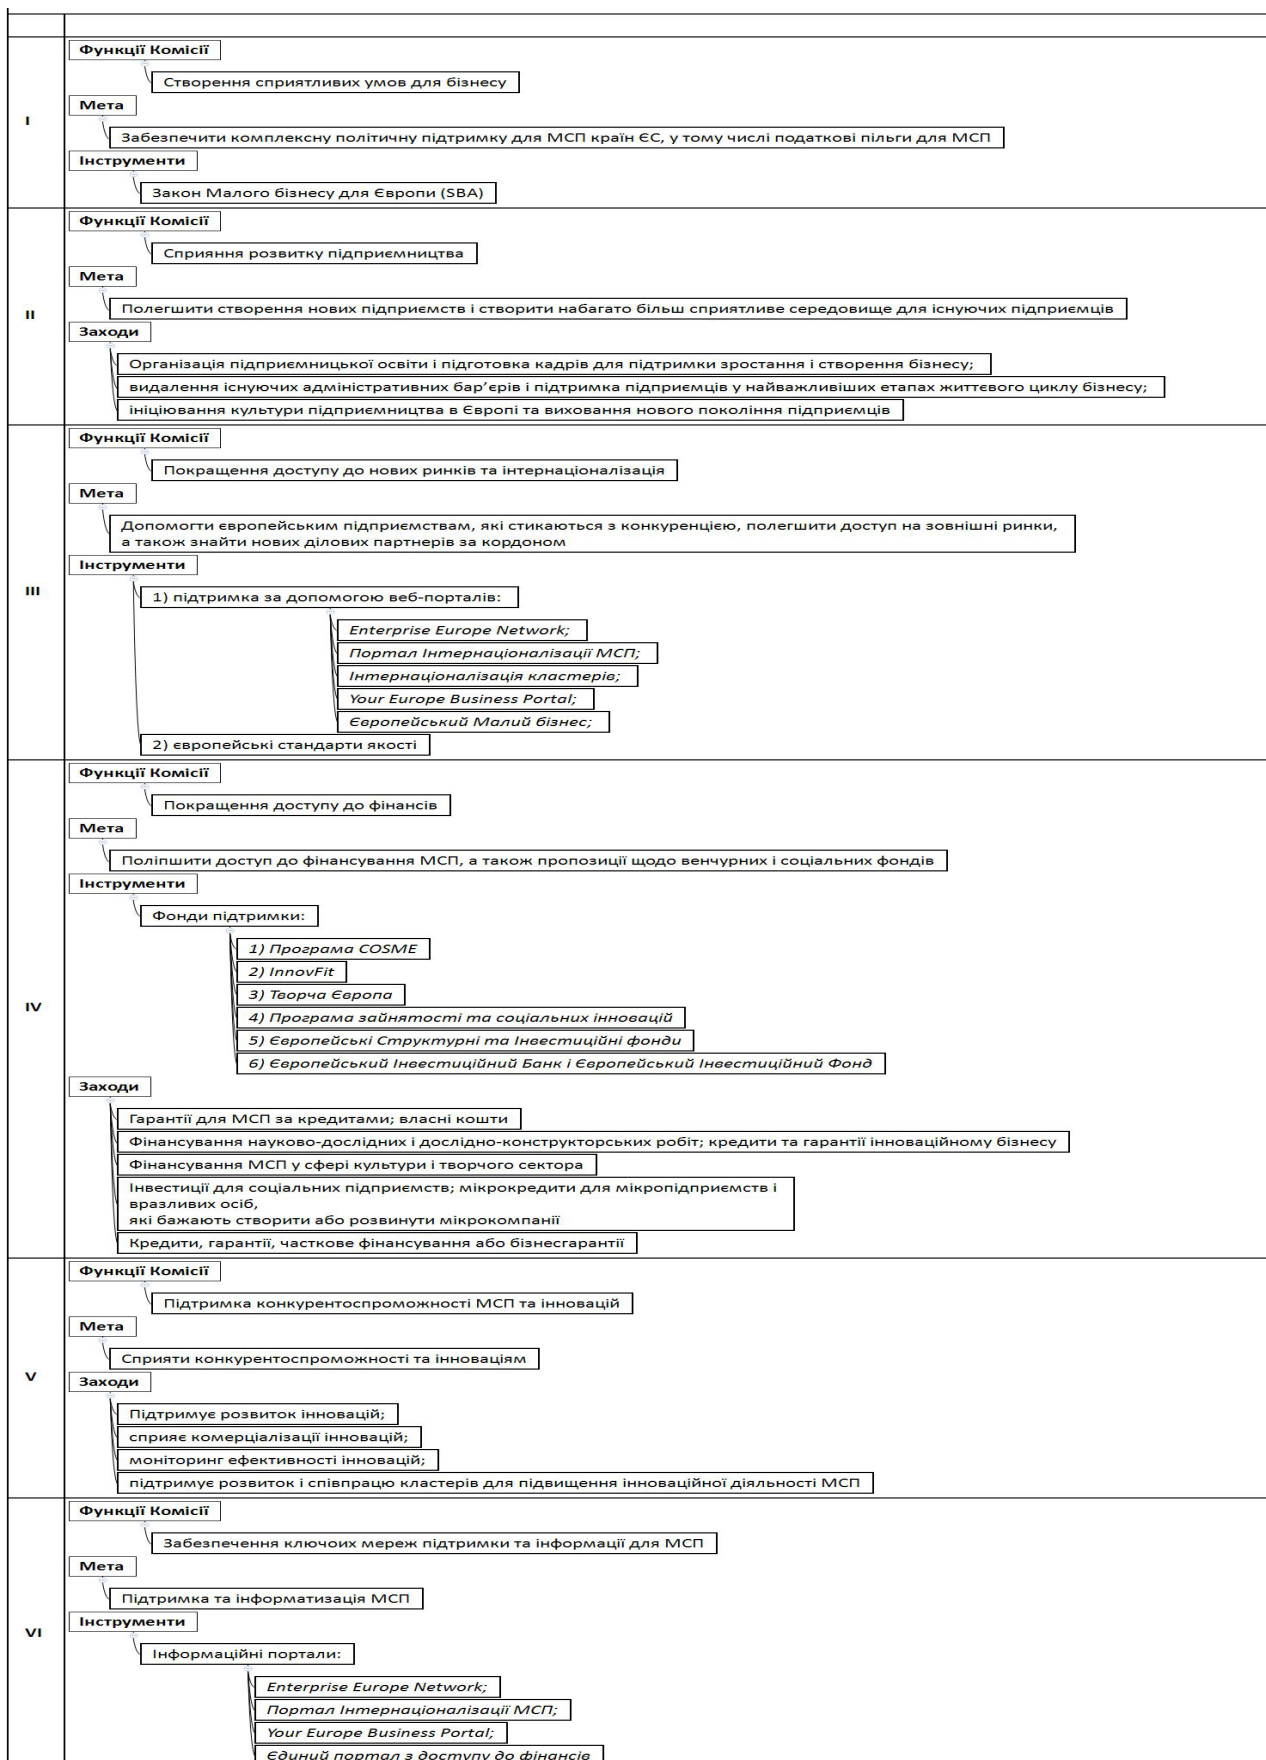 I
Функції Комісії
Створення сприятливих умов для бізнесу
Мета
Забезпечити комплексну політичну підтримку для МСП країн ЄС, у тому числі податкові пільги для МСП
Інструменти
Закон Малого бізнесу для Європи (SBA)
II
Функції Комісії
Сприяння розвитку підприємництва
Мета
Полегшити створення нових підприємств і створити набагато більш сприятливе середовище для існуючих підприємців
Заходи
Організація підприємницької освіти і підготовка кадрів для підтримки зростання і створення бізнесу;
видалення існуючих адміністративних бар’єрів і підтримка підприємців у найважливіших етапах життєвого циклу бізнесу;
ініціювання культури підприємництва в Європі та виховання нового покоління підприємців
III
Функції Комісії
Покращення доступу до нових ринків та інтернаціоналізація
Мета
Допомогти європейським підприємствам, які стикаються з конкуренцією, полегшити доступ на зовнішні ринки,
а також знайти нових ділових партнерів за кордоном
Інструменти
1) підтримка за допомогою веб-порталів:
Enterprise Europe Network;
Портал Інтернаціоналізації МСП;
Інтернаціоналізація кластерів;
Your Europe Business Portal;
Європейський Малий бізнес;
2) європейські стандарти якості
IV
Функції Комісії
Покращення доступу до фінансів
Мета
Поліпшити доступ до фінансування МСП, а також пропозиції щодо венчурних і соціальних фондів
Інструменти
Фонди підтримки:
1) Програма COSME
2) InnovFit
3) Творча Європа
4) Програма зайнятості та соціальних інновацій
5) Європейські Структурні та Інвестиційні фонди
6) Європейський Інвестиційний Банк і Європейський Інвестиційний Фонд
Заходи
Гарантії для МСП за кредитами; власні кошти
Фінансування науково-дослідних і дослідно-конструкторських робіт; кредити та гарантії інноваційному бізнесу
Фінансування МСП у сфері культури і творчого сектора
Інвестиції для соціальних підприємств; мікрокредити для мікропідприємств і
вразливих осіб,
які бажають створити або розвинути мікрокомпанії
Кредити, гарантії, часткове фінансування або бізнесгарантії
V
Функції Комісії
Підтримка конкурентоспроможності МСП та інновацій
Мета
Сприяти конкурентоспроможності та інноваціям
Заходи
Підтримує розвиток інновацій;
сприяє комерціалізації інновацій;
моніторинг ефективності інновацій;
підтримує розвиток і співпрацю кластерів для підвищення інноваційної діяльності МСП
VI
Функції Комісії
Забезпечення ключоих мереж підтримки та інформації для МСП
Мета
Підтримка та інформатизація МСП
Інструменти
Інформаційні портали:
Enterprise Europe Network;
Портал Інтернаціоналізації МСП;
Your Europe Business Portal;
Єдиний портал з доступу до фінансів